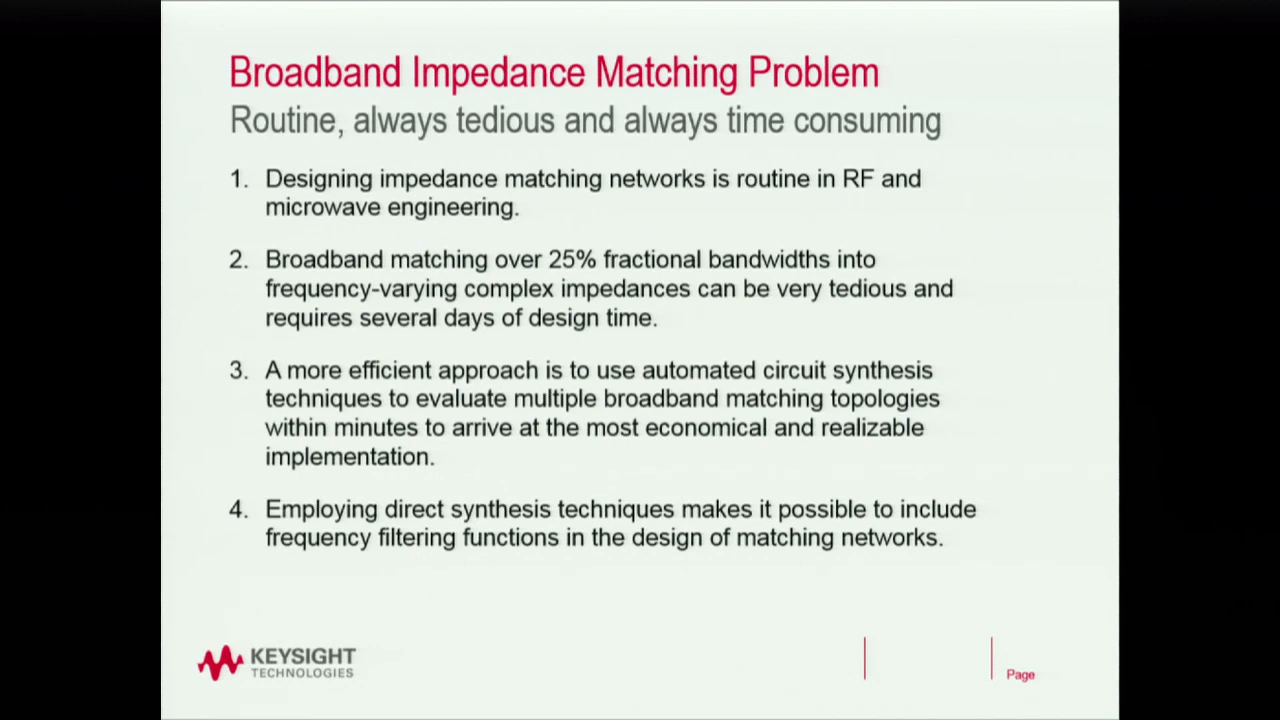 Broadband Impedance Matching Problem
Routine, always tedious and always time consuming
1. Designing impedance matching networks is routine in RF and
microwave engineering.
2. Broadband matching over 25% fractional bandwidths into
frequency-varying complex impedances can be very tedious and
requires several days of design time.
3. A more efficient approach is to use automated circuit synthesis
techniques to evaluate multiple broadband matching topologies
within minutes to arrive at the most economical and realizable
implementation.
4. Employing direct synthesis techniques makes it possible to include
frequency filtering functions in the design of matching networks.
KEYSIGHT
TECHNOLOGIES
Page